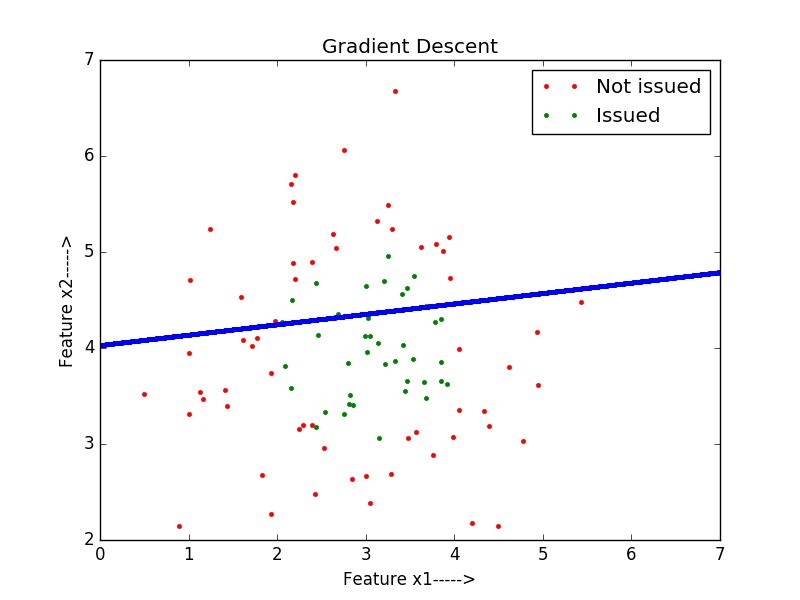 Gradient Descent
Not issued
Issued
7
6
5
4
3
2
Feature x2----->
0 1 2 3 4 5 6 7
Feature x1----->